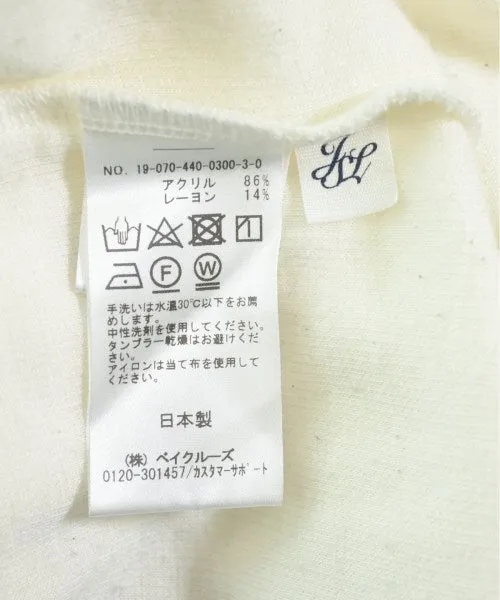 NO. 19-070-440-0300-3-0
アクリル 86%
レーヨン 14%
F W
手洗いは水温30℃以下をお薦
めします。
中性洗剤を使用してください。
タンブラー乾燥はお避けくだ
さい。
アイロンは当て布を使用して
ください。
日本製
(株) ベイクルーズ
0120-301457/カスタマーサポート